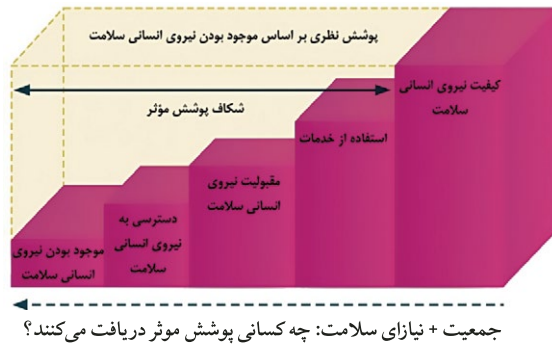 پوشش نظری بر اساس موجود بودن نیروی انسانی سلامت
شکاف پوشش مؤثر
کیفیت نیروی انسانی
سلامت
استفاده از خدمات
مقبولیت نیروی
انسانی سلامت
دسترسی به
نیروی انسانی
سلامت
موجود بودن نیروی
انسانی سلامت
جمعیت + نیازای سلامت: چه کسانی پوشش موثر دریافت می‌کنند؟